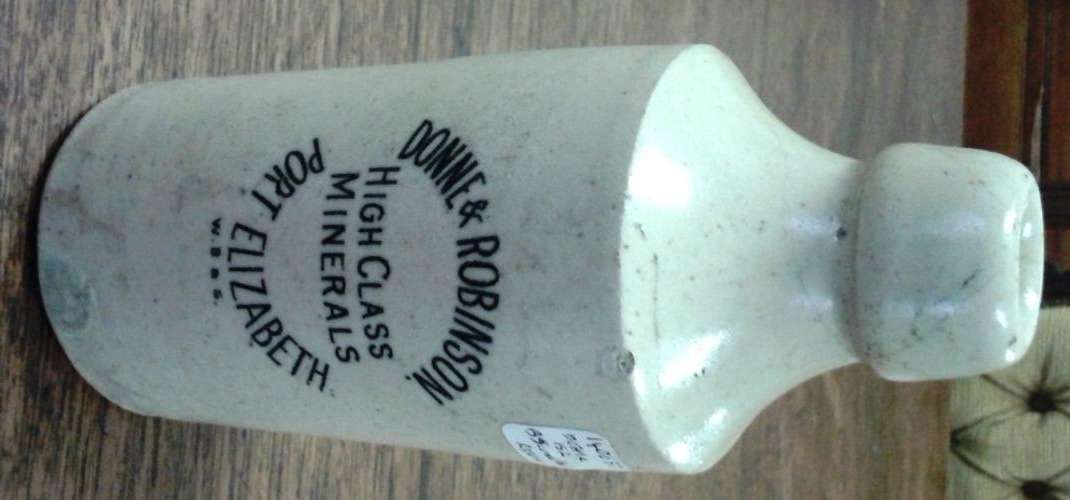 DONNE & ROBINSON
HIGH CLASS
MINERALS
PORT ELIZABETH